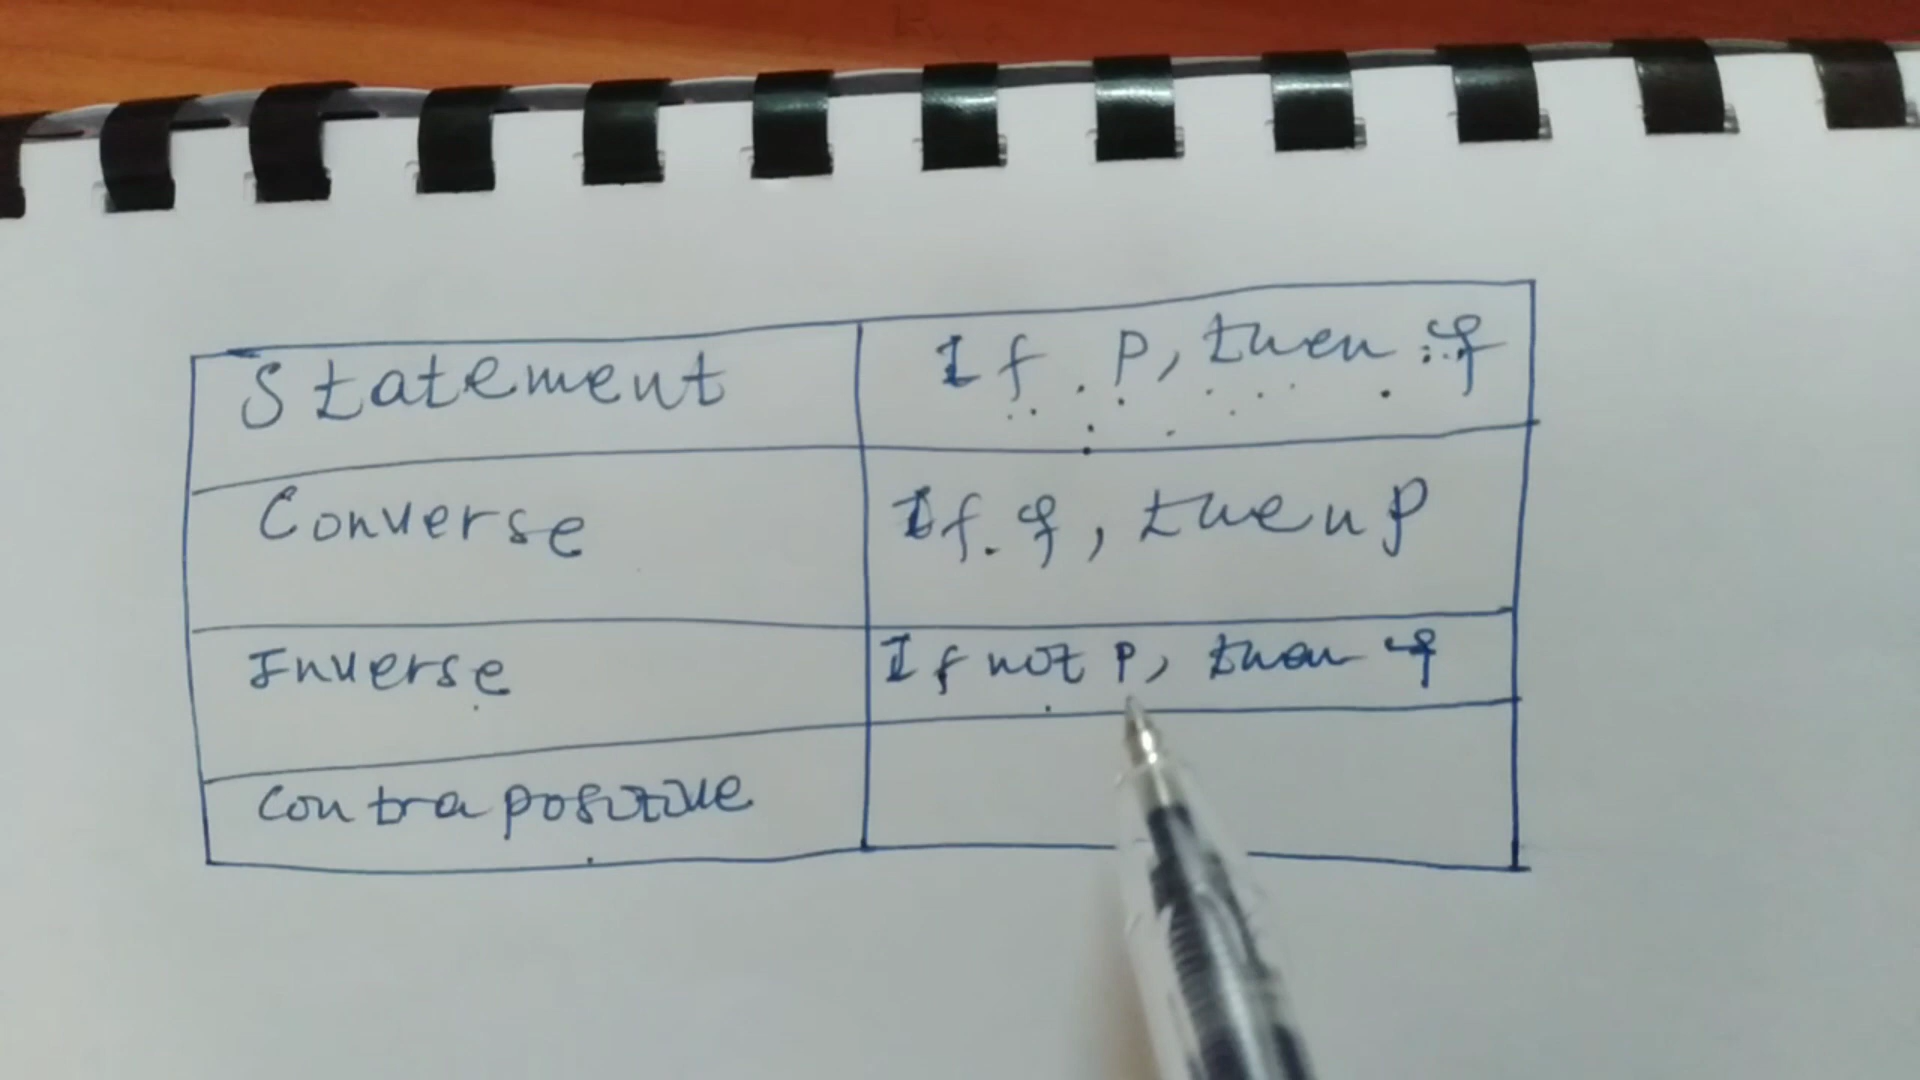 Statement If p, then q
Converse If q, then p
Inverse If not p, then q
Contrapositive